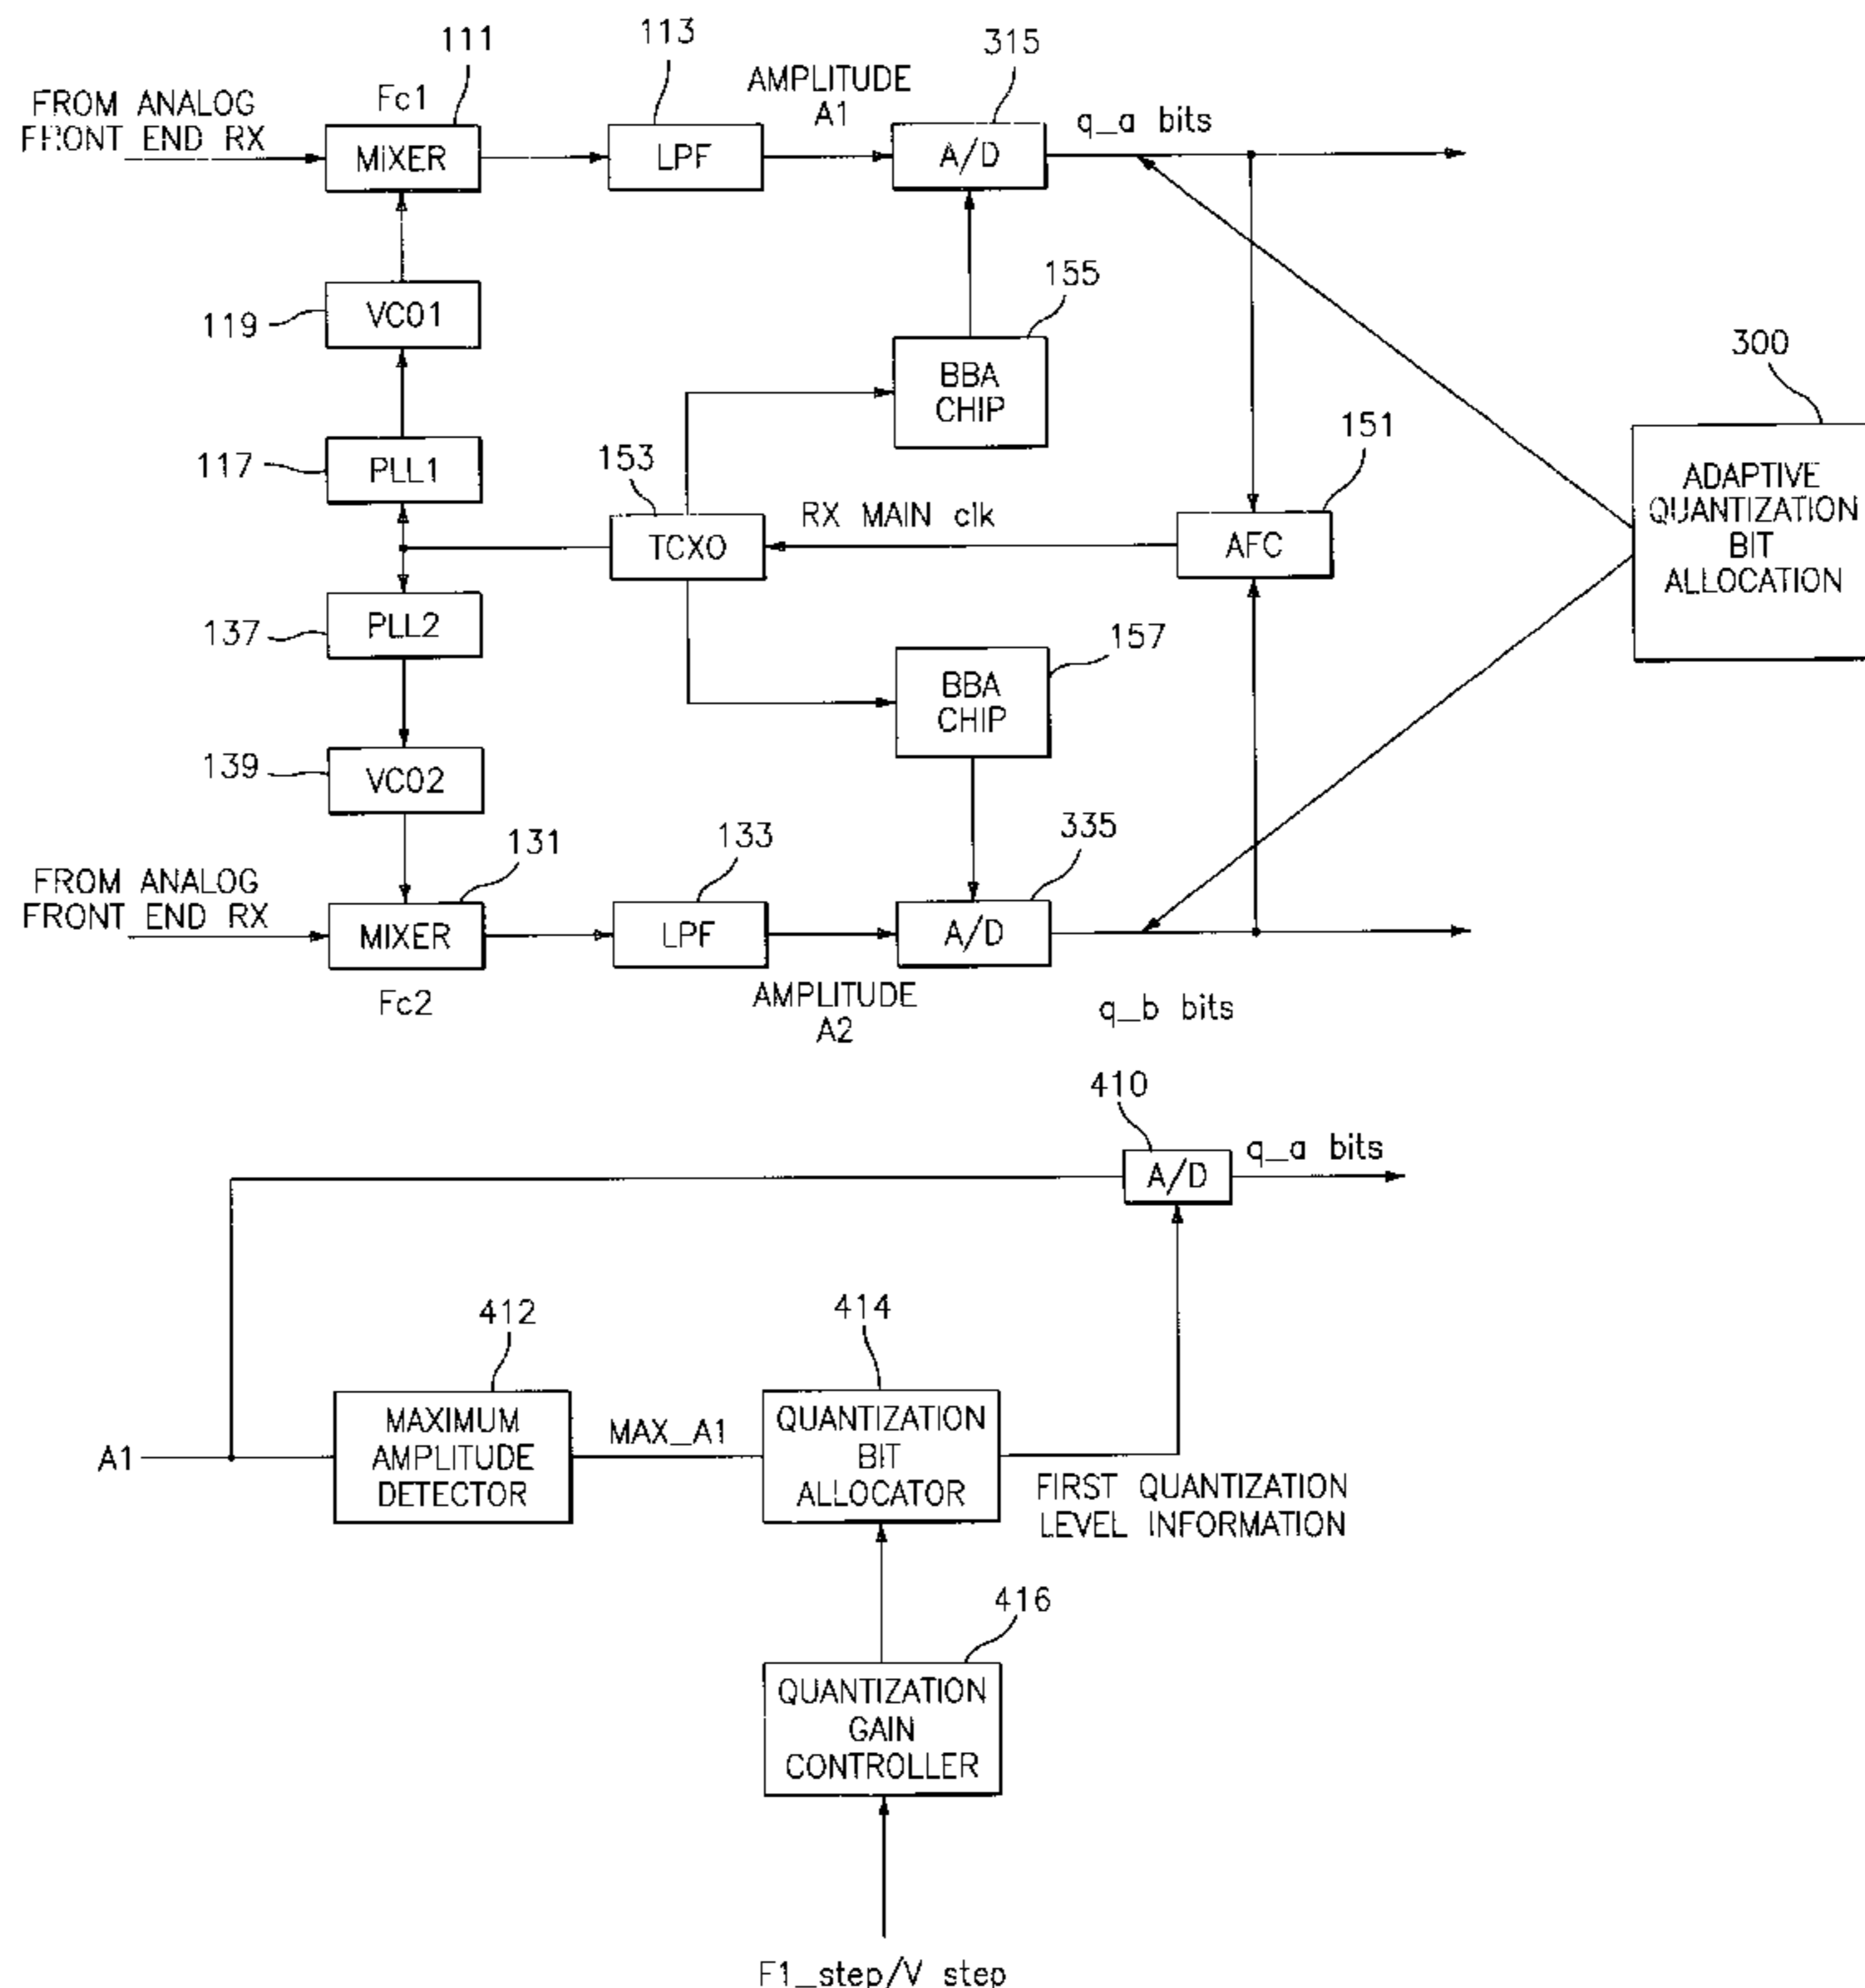 111
113
315
AMPLITUDE
A1
FROM ANALOG
FRONT END RX
Fc1
q_a bits
MIXER
LPF
A/D
155
119
VCO1
BBA
CHIP
300
117
PLL1
153
151
RX MAIN clk
TCXO
AFC
ADAPTIVE
QUANTIZATION
BIT
ALLOCATION
137
PLL2
157
BBA
CHIP
139
VCO2
131
133
335
FROM ANALOG
FRONT END RX
MIXER
LPF
A/D
Fc2
AMPLITUDE
A2
q_b bits
410
A/D
q_a bits
412
414
A1
MAXIMUM
AMPLITUDE
DETECTOR
MAX_A1
QUANTIZATION
BIT
ALLOCATOR
FIRST QUANTIZATION
LEVEL INFORMATION
416
QUANTIZATION
GAIN
CONTROLLER
F1_step/V step